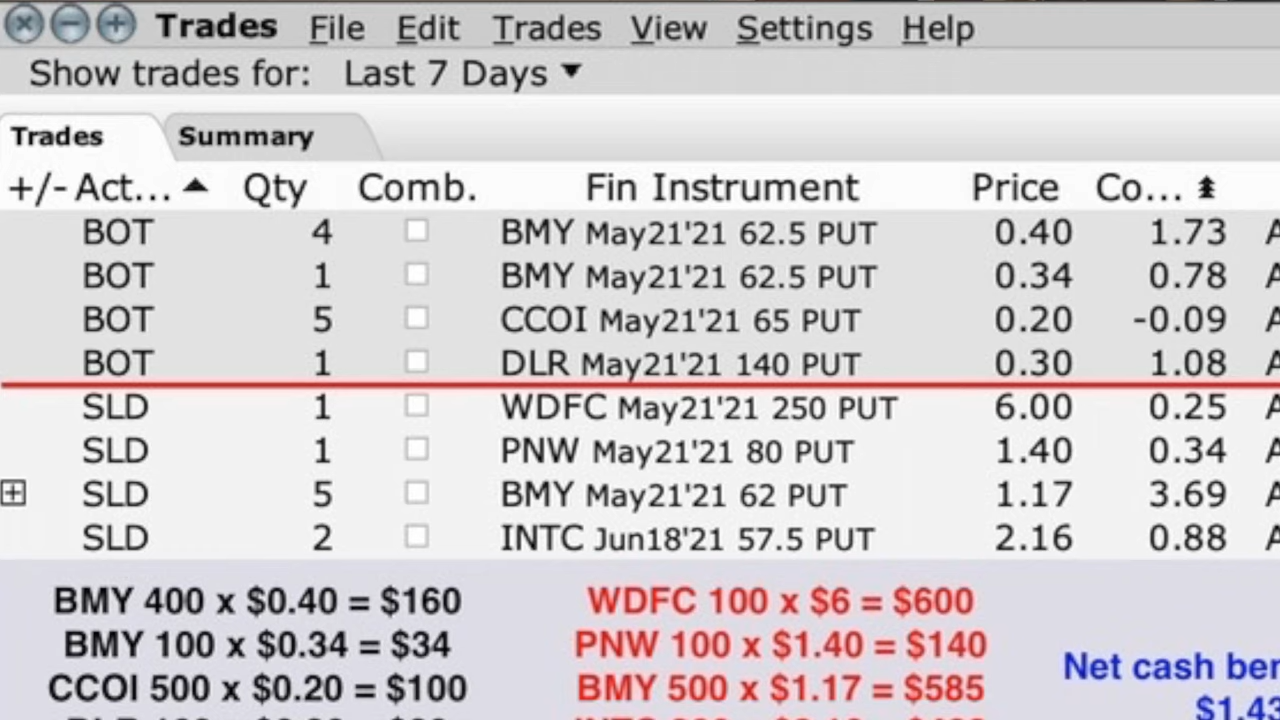 Trades File Edit Trades View Settings Help
Show trades for: Last 7 Days ▼
Trades Summary
+/- Act... ▲ Qty Comb. Fin Instrument Price Co...
BOT 4 BMY May21'21 62.5 PUT 0.40 1.73 A
BOT 1 BMY May21'21 62.5 PUT 0.34 0.78 A
BOT 5 CCOI May21'21 65 PUT 0.20 -0.09 A
BOT 1 DLR May21'21 140 PUT 0.30 1.08 A
SLD 1 WDFC May21'21 250 PUT 6.00 0.25 A
SLD 1 PNW May21'21 80 PUT 1.40 0.34 A
SLD 5 BMY May21'21 62 PUT 1.17 3.69 A
SLD 2 INTC Jun18'21 57.5 PUT 2.16 0.88 A
BMY 400 x $0.40 = $160
BMY 100 x $0.34 = $34
CCOI 500 x $0.20 = $100
WDFC 100 x $6 = $600
PNW 100 x $1.40 = $140
BMY 500 x $1.17 = $585
Net cash ben
$1,43